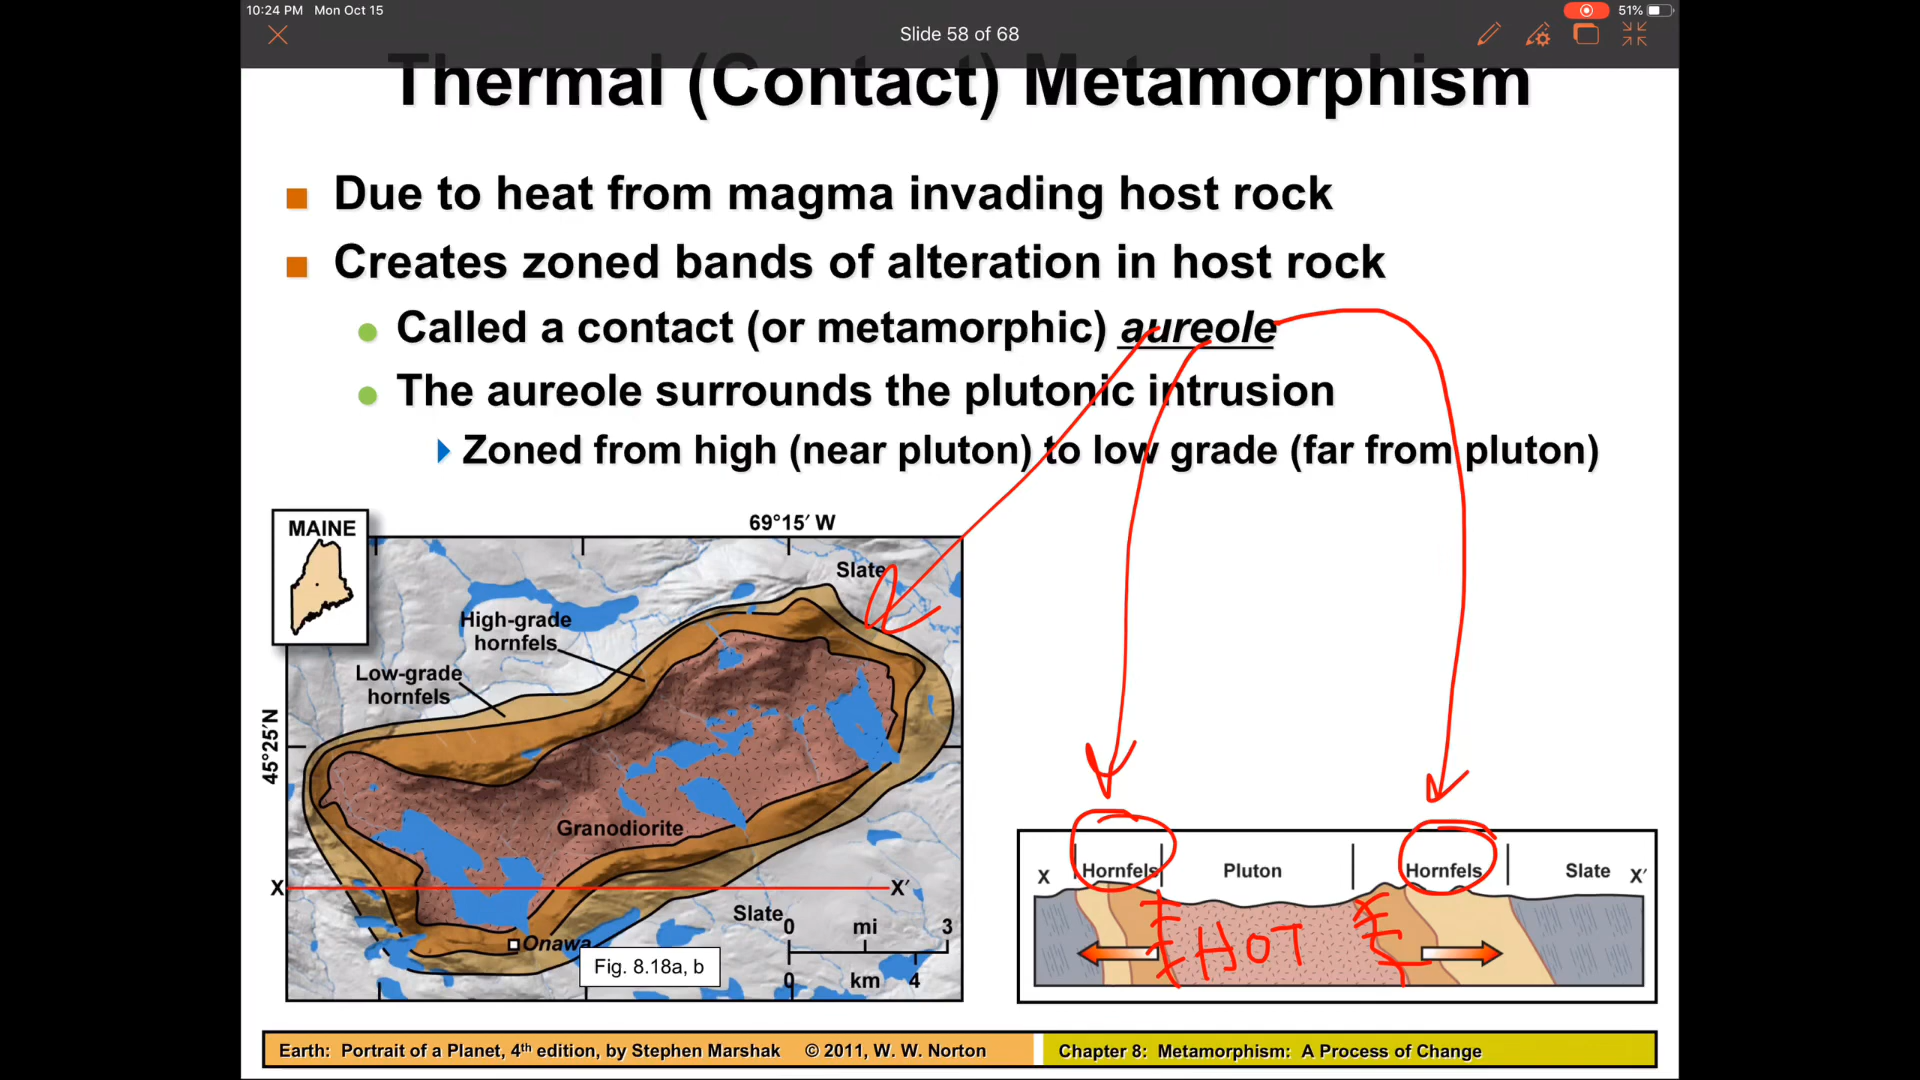 10:24 PM Mon Oct 15
51%
Slide 58 of 68
Thermal (Contact) Metamorphism
Due to heat from magma invading host rock
Creates zoned bands of alteration in host rock
Called a contact (or metamorphic) aureole
The aureole surrounds the plutonic intrusion
Zoned from high (near pluton) to low grade (far from pluton)
MAINE
69°15′ W
Slate
High-grade
hornfels
Low-grade
hornfels
45°25′N
Granodiorite
X
X′
Slate
Onawa
0 mi 3
0 km 4
Fig. 8.18a, b
X Hornfels Pluton Hornfels Slate X′
HOT
Earth: Portrait of a Planet, 4th edition, by Stephen Marshak © 2011, W. W. Norton
Chapter 8: Metamorphism: A Process of Change